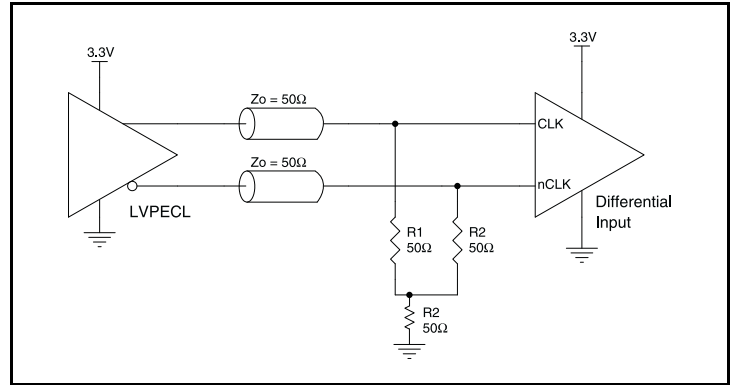 3.3V
3.3V
Zo = 50Ω
CLK
Zo = 50Ω
nCLK
LVPECL
Differential
Input
R1
50Ω
R2
50Ω
R2
50Ω